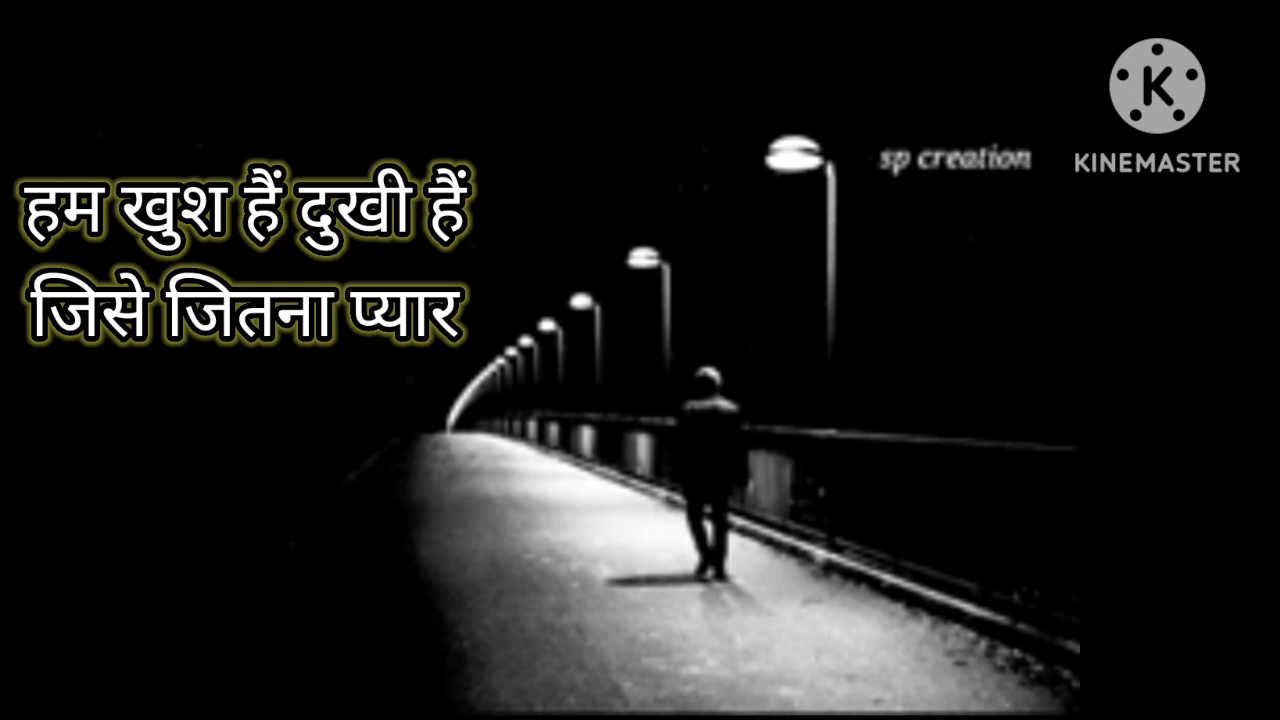 हम खुश हैं दुखी हैं
जिसे जितना प्यार
sp creation
K
KINEMASTER